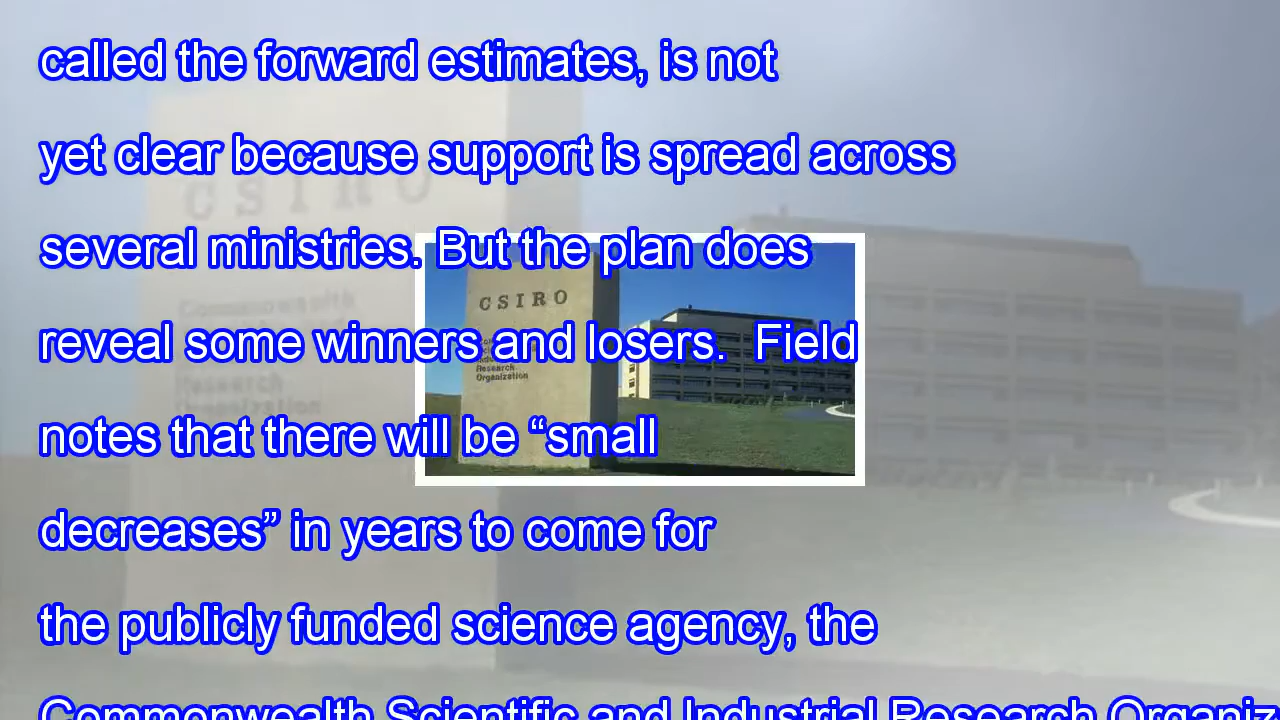 called the forward estimates, is not
yet clear because support is spread across
several ministries. But the plan does
reveal some winners and losers.  Field
notes that there will be “small
decreases” in years to come for
the publicly funded science agency, the
Commonwealth Scientific and Industrial Research Organiz
CSIRO
Research
Organization